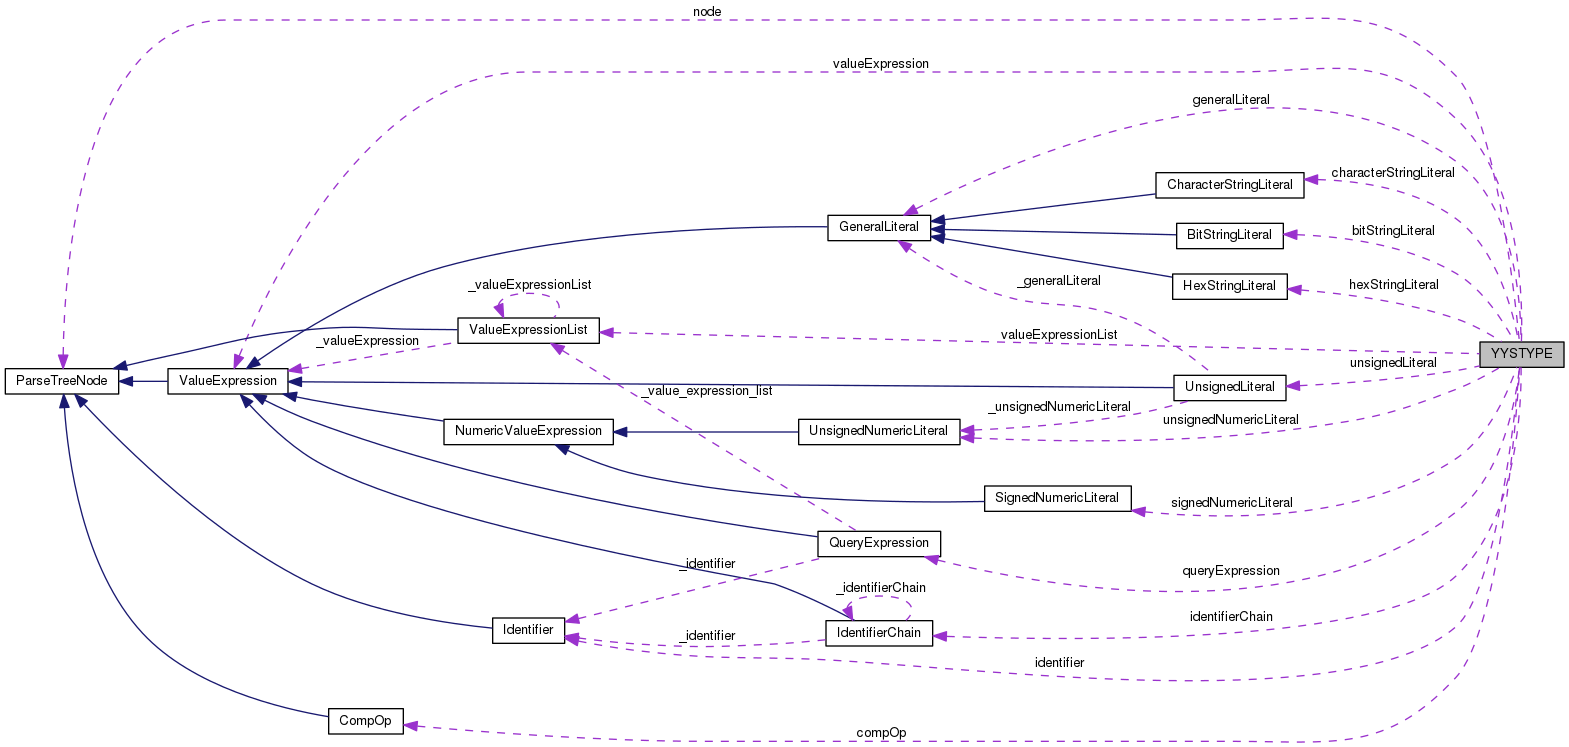 node
valueExpression
generalLiteral
characterStringLiteral
CharacterStringLiteral
GeneralLiteral
bitStringLiteral
BitStringLiteral
_generalLiteral
_valueExpressionList
hexStringLiteral
HexStringLiteral
ValueExpressionList
valueExpressionList
_valueExpression
YYSTYPE
unsignedLiteral
ParseTreeNode
ValueExpression
UnsignedLiteral
_value_expression_list
_unsignedNumericLiteral
unsignedNumericLiteral
NumericValueExpression
UnsignedNumericLiteral
SignedNumericLiteral
signedNumericLiteral
QueryExpression
_identifier
queryExpression
_identifierChain
identifierChain
Identifier
IdentifierChain
_identifier
identifier
CompOp
compOp